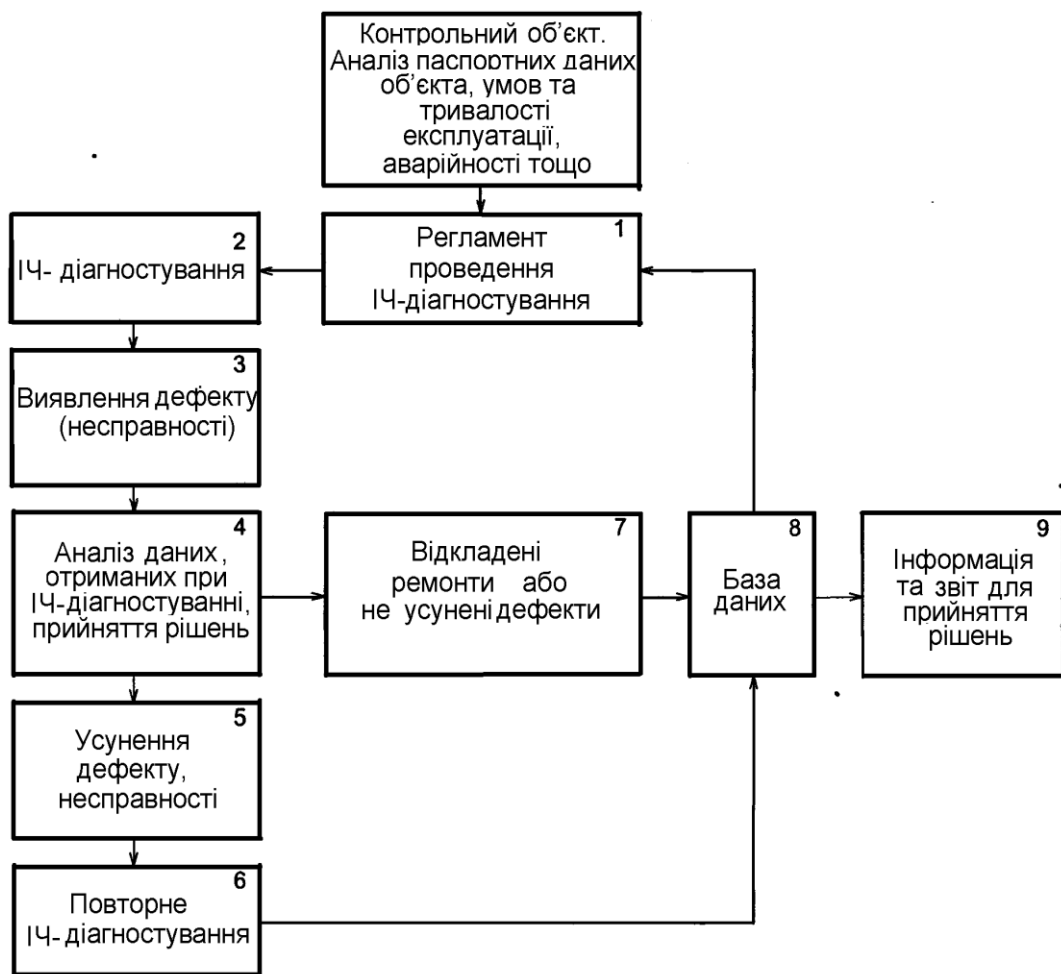 Контрольний об’єкт.
Аналіз паспортних даних
об’єкта, умов та
тривалості
експлуатації,
аварійності тощо
1
Регламент
проведення
ІЧ-діагностування
2
ІЧ- діагностування
3
Виявлення дефекту
(несправності)
4
Аналіз даних,
отриманих при
ІЧ-діагностуванні,
прийняття рішень
7
Відкладені
ремонти або
не усунені дефекти
8
База
даних
9
Інформація
та звіт для
прийняття
рішень
5
Усунення
дефекту,
несправності
6
Повторне
ІЧ- діагностування